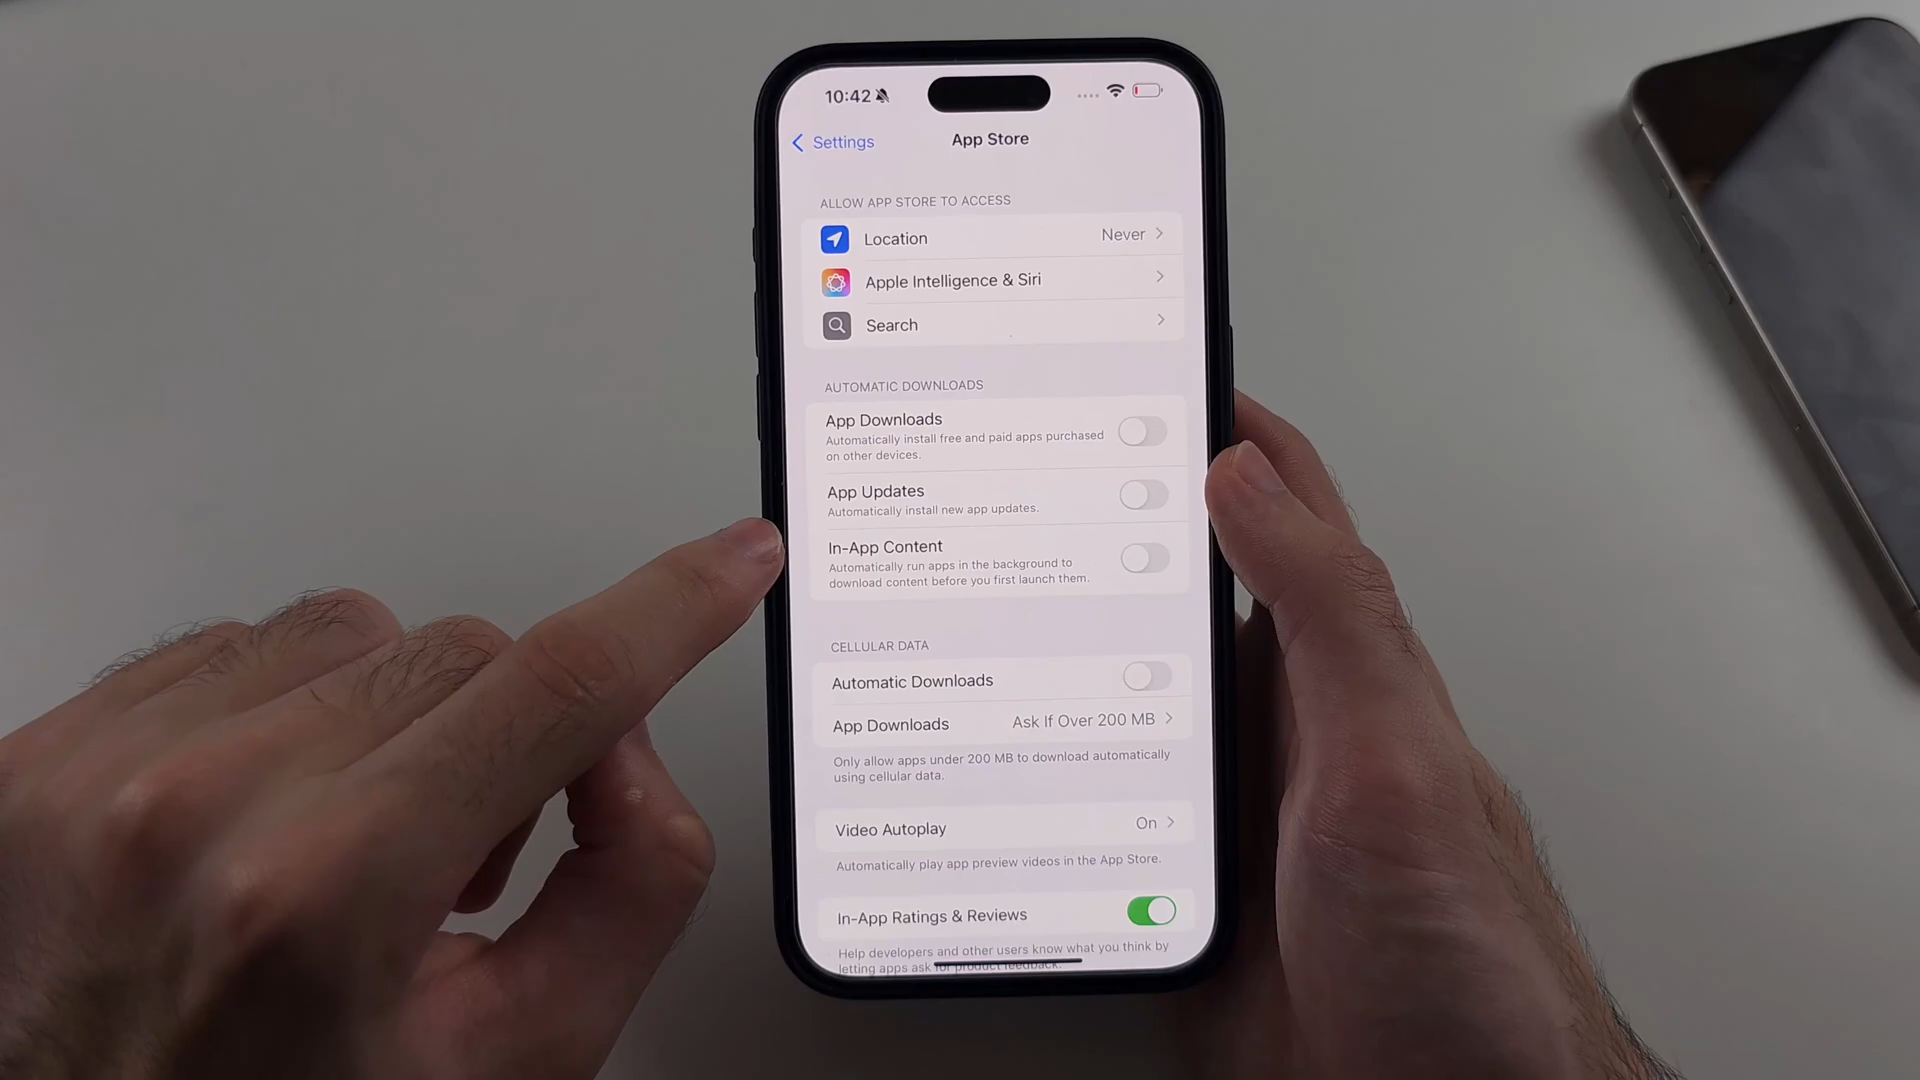 10:42
Settings
App Store
ALLOW APP STORE TO ACCESS
Location
Never
Apple Intelligence & Siri
Search
AUTOMATIC DOWNLOADS
App Downloads
Automatically install free and paid apps purchased
on other devices.
App Updates
Automatically install new app updates.
In-App Content
Automatically run apps in the background to
download content before you first launch them.
CELLULAR DATA
Automatic Downloads
App Downloads
Ask If Over 200 MB
Only allow apps under 200 MB to download automatically
using cellular data.
Video Autoplay
On
Automatically play app preview videos in the App Store.
In-App Ratings & Reviews
Help developers and other users know what you think by
letting apps ask for product feedback.